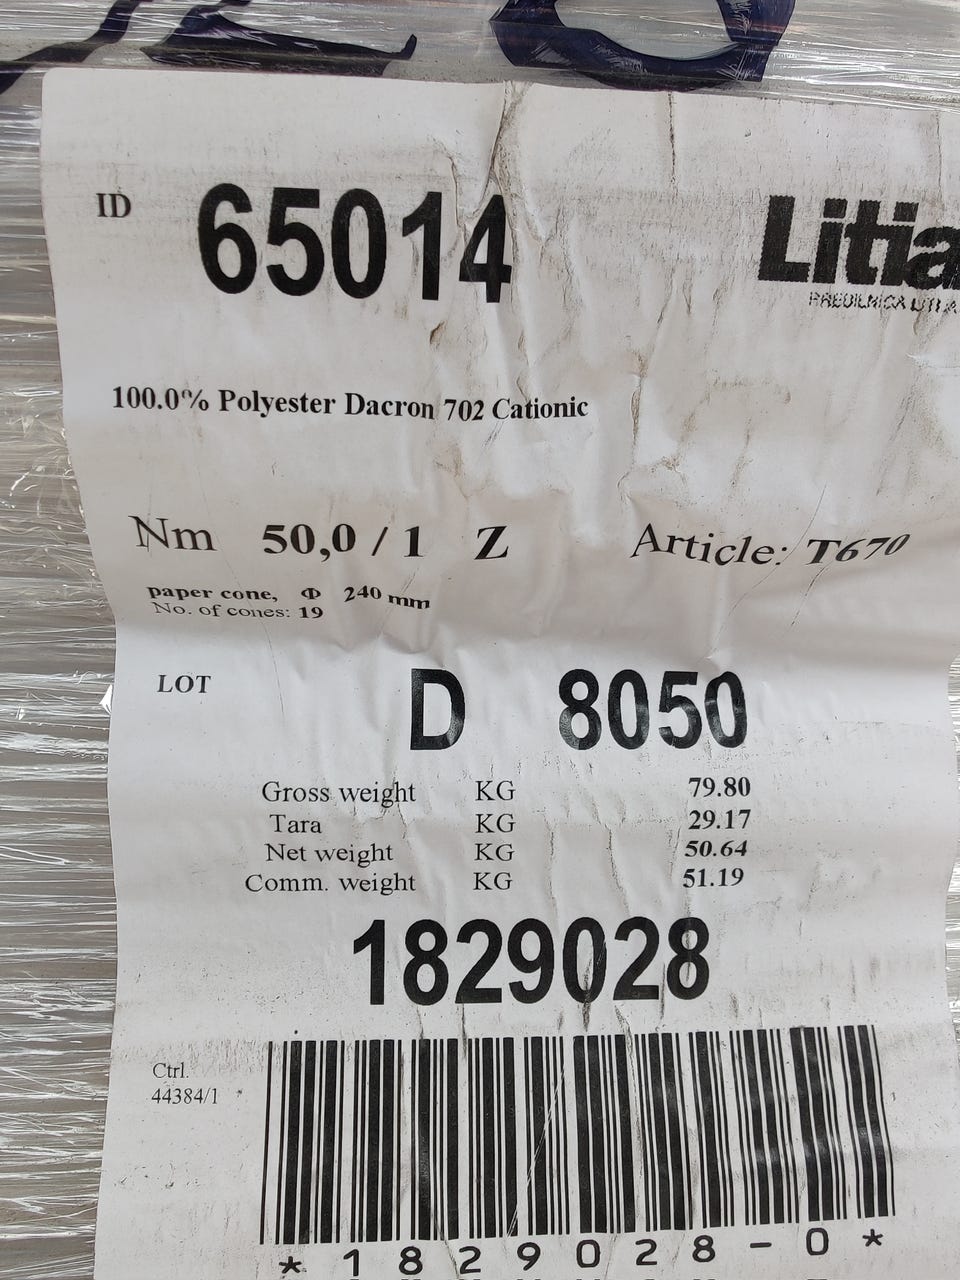 ID 65014
Litia
PREDILNICA LITIJA
100.0% Polyester Dacron 702 Cationic
Nm 50,0 / 1 Z Article: T670
paper cone, Φ 240 mm
No. of cones: 19
LOT D 8050
Gross weight KG 79.80
Tara KG 29.17
Net weight KG 50.64
Comm. weight KG 51.19
1829028
Ctrl.
44384/1
*1829028-0*